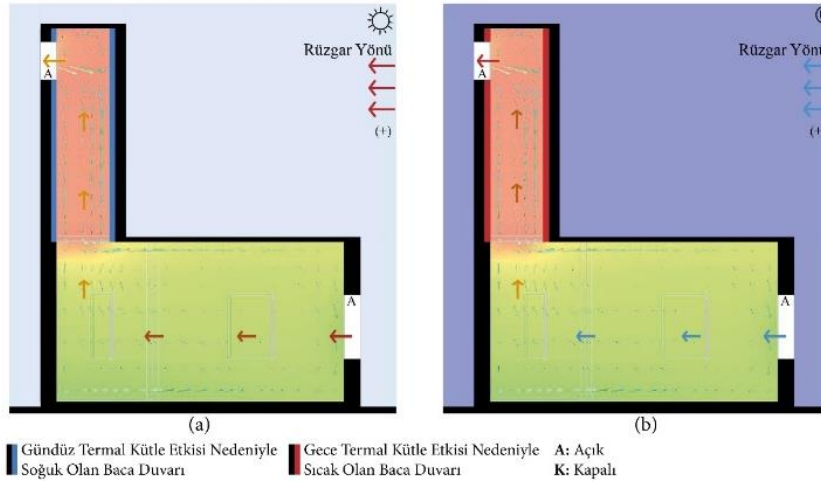 Rüzgar Yönü
A
(+)
A
(a)
Rüzgar Yönü
A
(+)
A
(b)
Gündüz Termal Kütle Etkisi Nedeniyle
Soğuk Olan Baca Duvarı
Gece Termal Kütle Etkisi Nedeniyle
Sıcak Olan Baca Duvarı
A: Açık
K: Kapalı